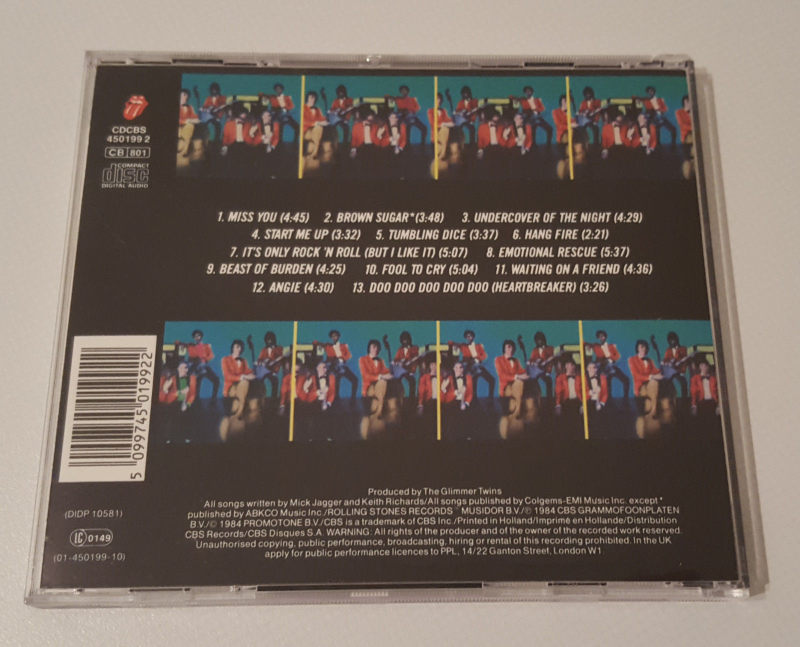 CDCBS
450199 2
CB 801
COMPACT
disc
DIGITAL AUDIO
1. MISS YOU (4:45) 2. BROWN SUGAR* (3:48) 3. UNDERCOVER OF THE NIGHT (4:29)
4. START ME UP (3:32) 5. TUMBLING DICE (3:37) 6. HANG FIRE (2:21)
7. IT'S ONLY ROCK 'N ROLL (BUT I LIKE IT) (5:07) 8. EMOTIONAL RESCUE (5:37)
9. BEAST OF BURDEN (4:25) 10. FOOL TO CRY (5:04) 11. WAITING ON A FRIEND (4:36)
12. ANGIE (4:30) 13. DOO DOO DOO DOO DOO (HEARTBREAKER) (3:26)
5 099745 019922
(DIDP 10581)
LC 0149
(01-450199-10)
Produced by The Glimmer Twins
All songs written by Mick Jagger and Keith Richards/All songs published by Colgems-EMI Music Inc. except *
published by ABKCO Music Inc./ROLLING STONES RECORDS MUSIDOR B.V./℗ 1984 CBS GRAMMOFOONPLATEN
B.V./© 1984 PROMOTONE B.V./CBS is a trademark of CBS Inc./Printed in Holland/Imprimé en Hollande/Distribution
CBS Records/CBS Disques S.A. WARNING: All rights of the producer and of the owner of the recorded work reserved.
Unauthorised copying, public performance, broadcasting, hiring or rental of this recording prohibited. In the UK
apply for public performance licences to PPL, 14/22 Ganton Street, London W1.